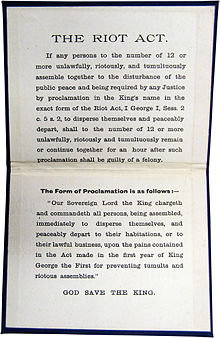 THE RIOT ACT.
If any persons to the number of 12 or
more unlawfully, riotously, and tumultuously
assemble together to the disturbance of the
public peace and being required by any Justice
by proclamation in the King's name in the
exact form of the Riot Act, I George I, Sess. 2
c. 5 s. 2, to disperse themselves and peaceably
depart, shall to the number of 12 or more
unlawfully, riotously and tumultuously remain
or continue together for an hour after such
proclamation shall be guilty of a felony.
The Form of Proclamation is as follows:—
"Our Sovereign Lord the King chargeth
and commandeth all persons, being assembled,
immediately to disperse themselves, and
peaceably depart to their habitations, or to
their lawful business, upon the pains contained
in the Act made in the first year of King
George the First for preventing tumults and
riotous assemblies."
GOD SAVE THE KING.